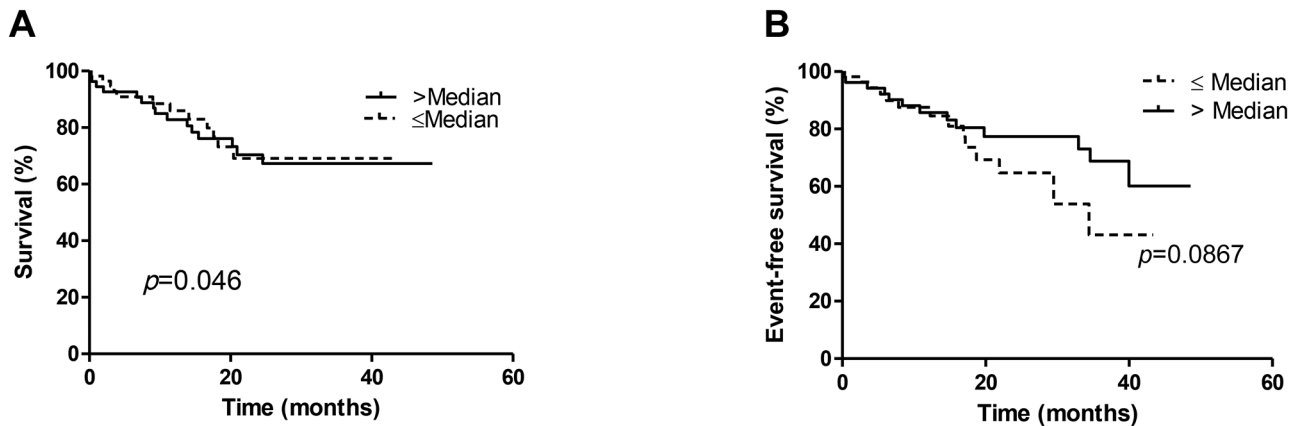 A
Survival (%)
100
80
60
40
20
0
>Median
≤Median
p=0.046
0 20 40 60
Time (months)
B
Event-free survival (%)
100
80
60
40
20
0
≤ Median
> Median
p=0.0867
0 20 40 60
Time (months)